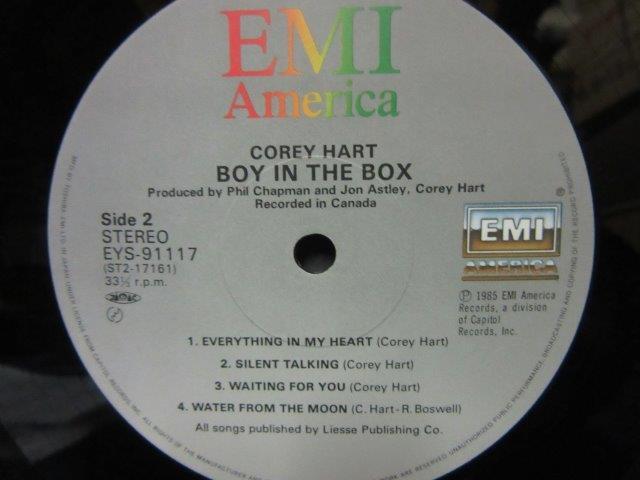 EMI
America
COREY HART
BOY IN THE BOX
Produced by Phil Chapman and Jon Astley, Corey Hart
Recorded in Canada
Side 2
STEREO
EYS-91117
(ST2-17161)
33⅓ r.p.m.
EMI
AMERICA
Ⓟ 1985 EMI America
Records, a division
of Capitol
Records, Inc.
1. EVERYTHING IN MY HEART (Corey Hart)
2. SILENT TALKING (Corey Hart)
3. WAITING FOR YOU (Corey Hart)
4. WATER FROM THE MOON (C. Hart-R. Boswell)
All songs published by Liesse Publishing Co.